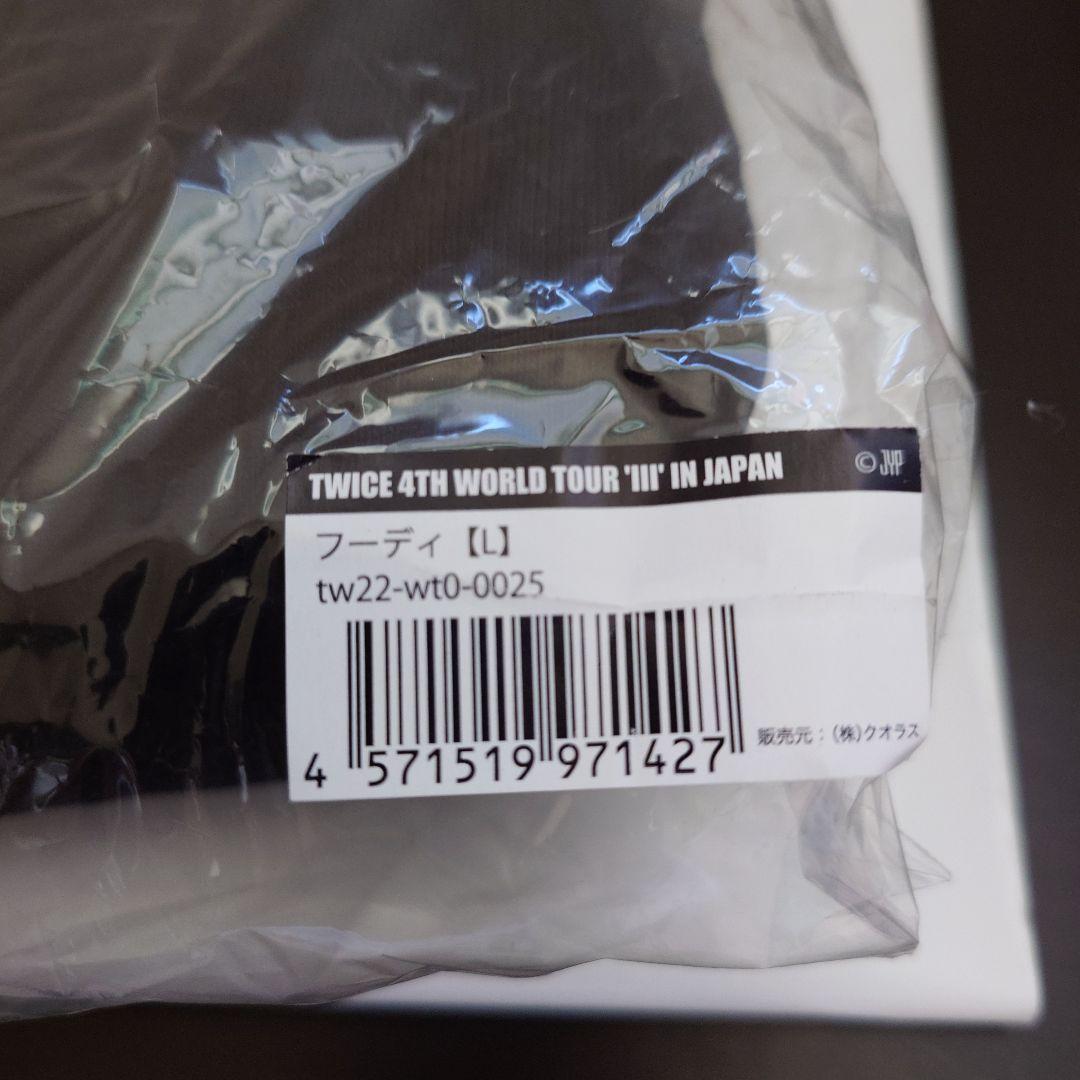 TWICE 4TH WORLD TOUR 'III' IN JAPAN
© JYP
フーディ【L】
tw22-wt0-0025
4 571519 971427
販売元：(株)クオラス